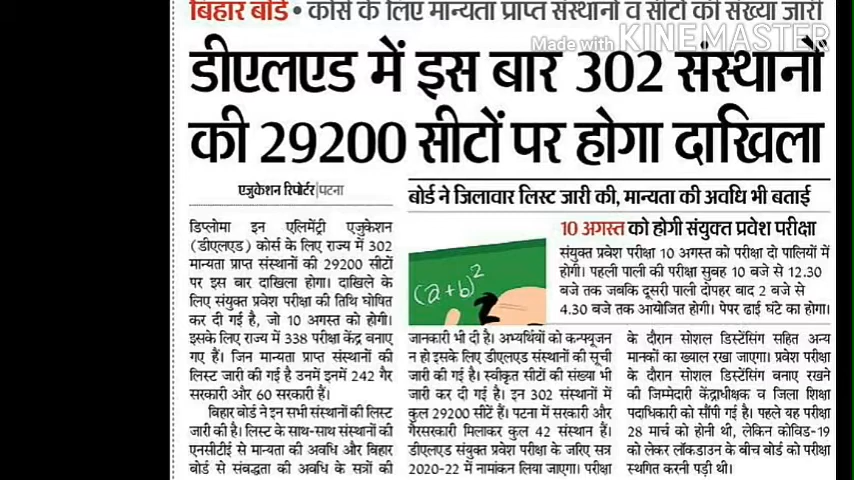 बिहार बोर्ड • कोर्स के लिए मान्यता प्राप्त संस्थानों व सीटों की संख्या जारी
Made with KINEMASTER
डीएलएड में इस बार 302 संस्थानों
की 29200 सीटों पर होगा दाखिला
एजुकेशन रिपोर्टर|पटना
डिप्लोमा इन एलिमेंट्री एजुकेशन
(डीएलएड) कोर्स के लिए राज्य में 302
मान्यता प्राप्त संस्थानों की 29200 सीटों
पर इस बार दाखिला होगा। दाखिले के
लिए संयुक्त प्रवेश परीक्षा की तिथि घोषित
कर दी गई है, जो 10 अगस्त को होगी।
इसके लिए राज्य में 338 परीक्षा केंद्र बनाए
गए हैं। जिन मान्यता प्राप्त संस्थानों की
लिस्ट जारी की गई है उनमें इनमें 242 गैर
सरकारी और 60 सरकारी हैं।
बिहार बोर्ड ने इन सभी संस्थानों की लिस्ट
जारी की है। लिस्ट के साथ-साथ संस्थानों की
एनसीटीई से मान्यता की अवधि और बिहार
बोर्ड से संबद्धता की अवधि के सत्रों की
बोर्ड ने जिलावार लिस्ट जारी की, मान्यता की अवधि भी बताई
10 अगस्त को होगी संयुक्त प्रवेश परीक्षा
संयुक्त प्रवेश परीक्षा 10 अगस्त को परीक्षा दो पालियों में
होगी। पहली पाली की परीक्षा सुबह 10 बजे से 12.30
बजे तक जबकि दूसरी पाली दोपहर बाद 2 बजे से
4.30 बजे तक आयोजित होगी। पेपर ढाई घंटे का होगा।
(a+b)²
जानकारी भी दी है। अभ्यर्थियों को कन्फ्यूजन
न हो इसके लिए डीएलएड संस्थानों की सूची
जारी की गई है। स्वीकृत सीटों की संख्या भी
जारी कर दी गई है। इन 302 संस्थानों में
कुल 29200 सीटें हैं। पटना में सरकारी और
गैरसरकारी मिलाकर कुल 42 संस्थान हैं।
डीएलएड संयुक्त प्रवेश परीक्षा के जरिए सत्र
2020-22 में नामांकन लिया जाएगा। परीक्षा
के दौरान सोशल डिस्टेंसिंग सहित अन्य
मानकों का ख्याल रखा जाएगा। प्रवेश परीक्षा
के दौरान सोशल डिस्टेंसिंग बनाए रखने
की जिम्मेदारी केंद्राधीक्षक व जिला शिक्षा
पदाधिकारी को सौंपी गई है। पहले यह परीक्षा
28 मार्च को होनी थी, लेकिन कोविड-19
को लेकर लॉकडाउन के बीच बोर्ड को परीक्षा
स्थगित करनी पड़ी थी।